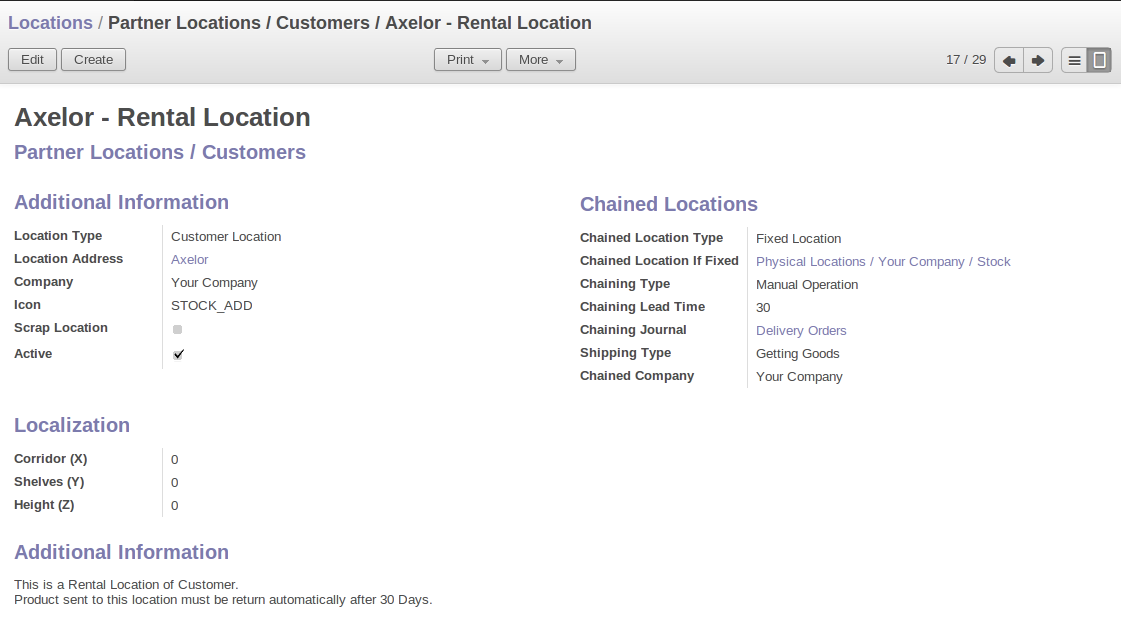 Locations / Partner Locations / Customers / Axelor - Rental Location
Edit Create Print More 17 / 29
Axelor - Rental Location
Partner Locations / Customers
Additional Information
Location Type Customer Location
Location Address Axelor
Company Your Company
Icon STOCK_ADD
Scrap Location
Active
Chained Locations
Chained Location Type Fixed Location
Chained Location If Fixed Physical Locations / Your Company / Stock
Chaining Type Manual Operation
Chaining Lead Time 30
Chaining Journal Delivery Orders
Shipping Type Getting Goods
Chained Company Your Company
Localization
Corridor (X) 0
Shelves (Y) 0
Height (Z) 0
Additional Information
This is a Rental Location of Customer.
Product sent to this location must be return automatically after 30 Days.